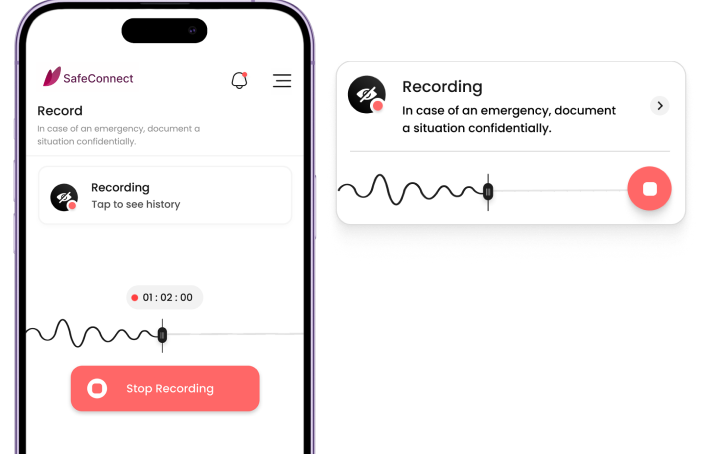 SafeConnect
Record
In case of an emergency, document a
situation confidentially.
Recording
Tap to see history
01 : 02 : 00
Stop Recording
Recording
In case of an emergency, document
a situation confidentially.